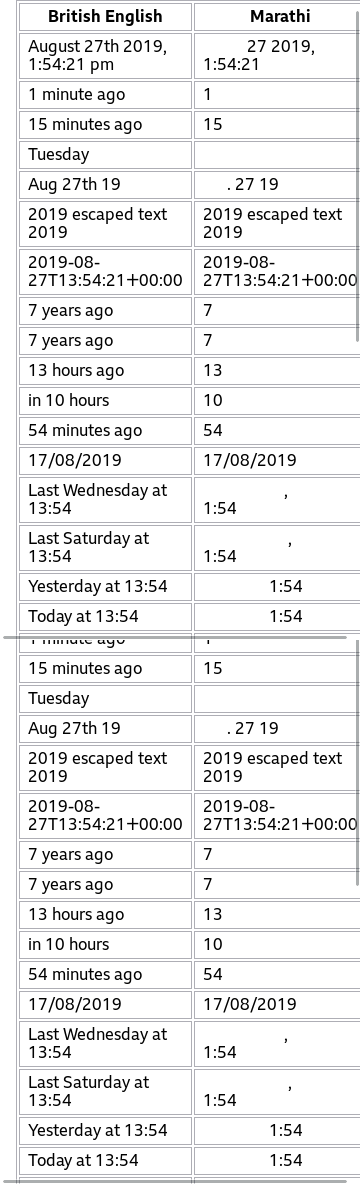 British English Marathi
August 27th 2019, 27 2019,
1:54:21 pm 1:54:21
1 minute ago 1
15 minutes ago 15
Tuesday
Aug 27th 19 . 27 19
2019 escaped text 2019 escaped text
2019 2019
2019-08- 2019-08-
27T13:54:21+00:00 27T13:54:21+00:00
7 years ago 7
7 years ago 7
13 hours ago 13
in 10 hours 10
54 minutes ago 54
17/08/2019 17/08/2019
Last Wednesday at ,
13:54 1:54
Last Saturday at ,
13:54 1:54
Yesterday at 13:54 1:54
Today at 13:54 1:54
1 minute ago 1
15 minutes ago 15
Tuesday
Aug 27th 19 . 27 19
2019 escaped text 2019 escaped text
2019 2019
2019-08- 2019-08-
27T13:54:21+00:00 27T13:54:21+00:00
7 years ago 7
7 years ago 7
13 hours ago 13
in 10 hours 10
54 minutes ago 54
17/08/2019 17/08/2019
Last Wednesday at ,
13:54 1:54
Last Saturday at ,
13:54 1:54
Yesterday at 13:54 1:54
Today at 13:54 1:54